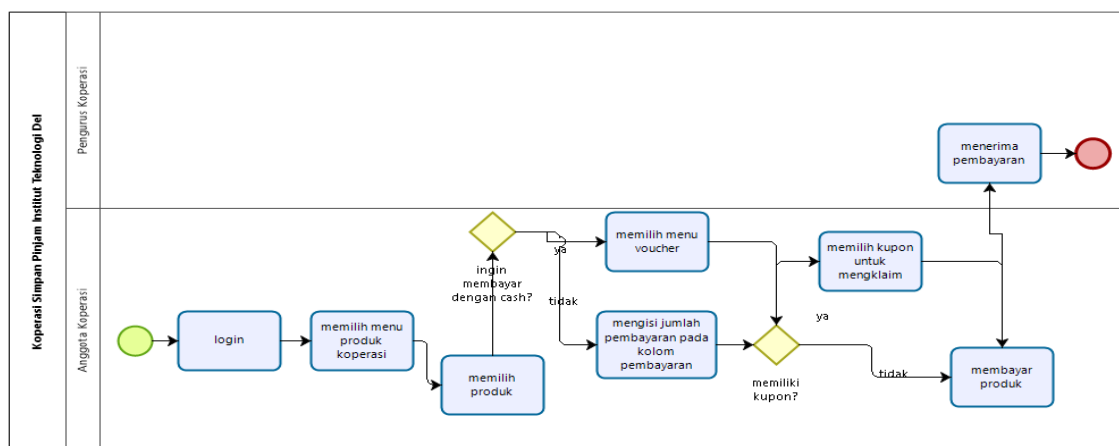 Koperasi Simpan Pinjam Institut Teknologi Del
Pengurus Koperasi
menerima
pembayaran
Anggota Koperasi
login
memilih menu
produk
koperasi
memilih
produk
ingin
membayar
dengan cash?
ya
tidak
memilih menu
voucher
mengisi jumlah
pembayaran pada
kolom
pembayaran
memiliki
kupon?
ya
tidak
memilih kupon
untuk
mengklaim
membayar
produk